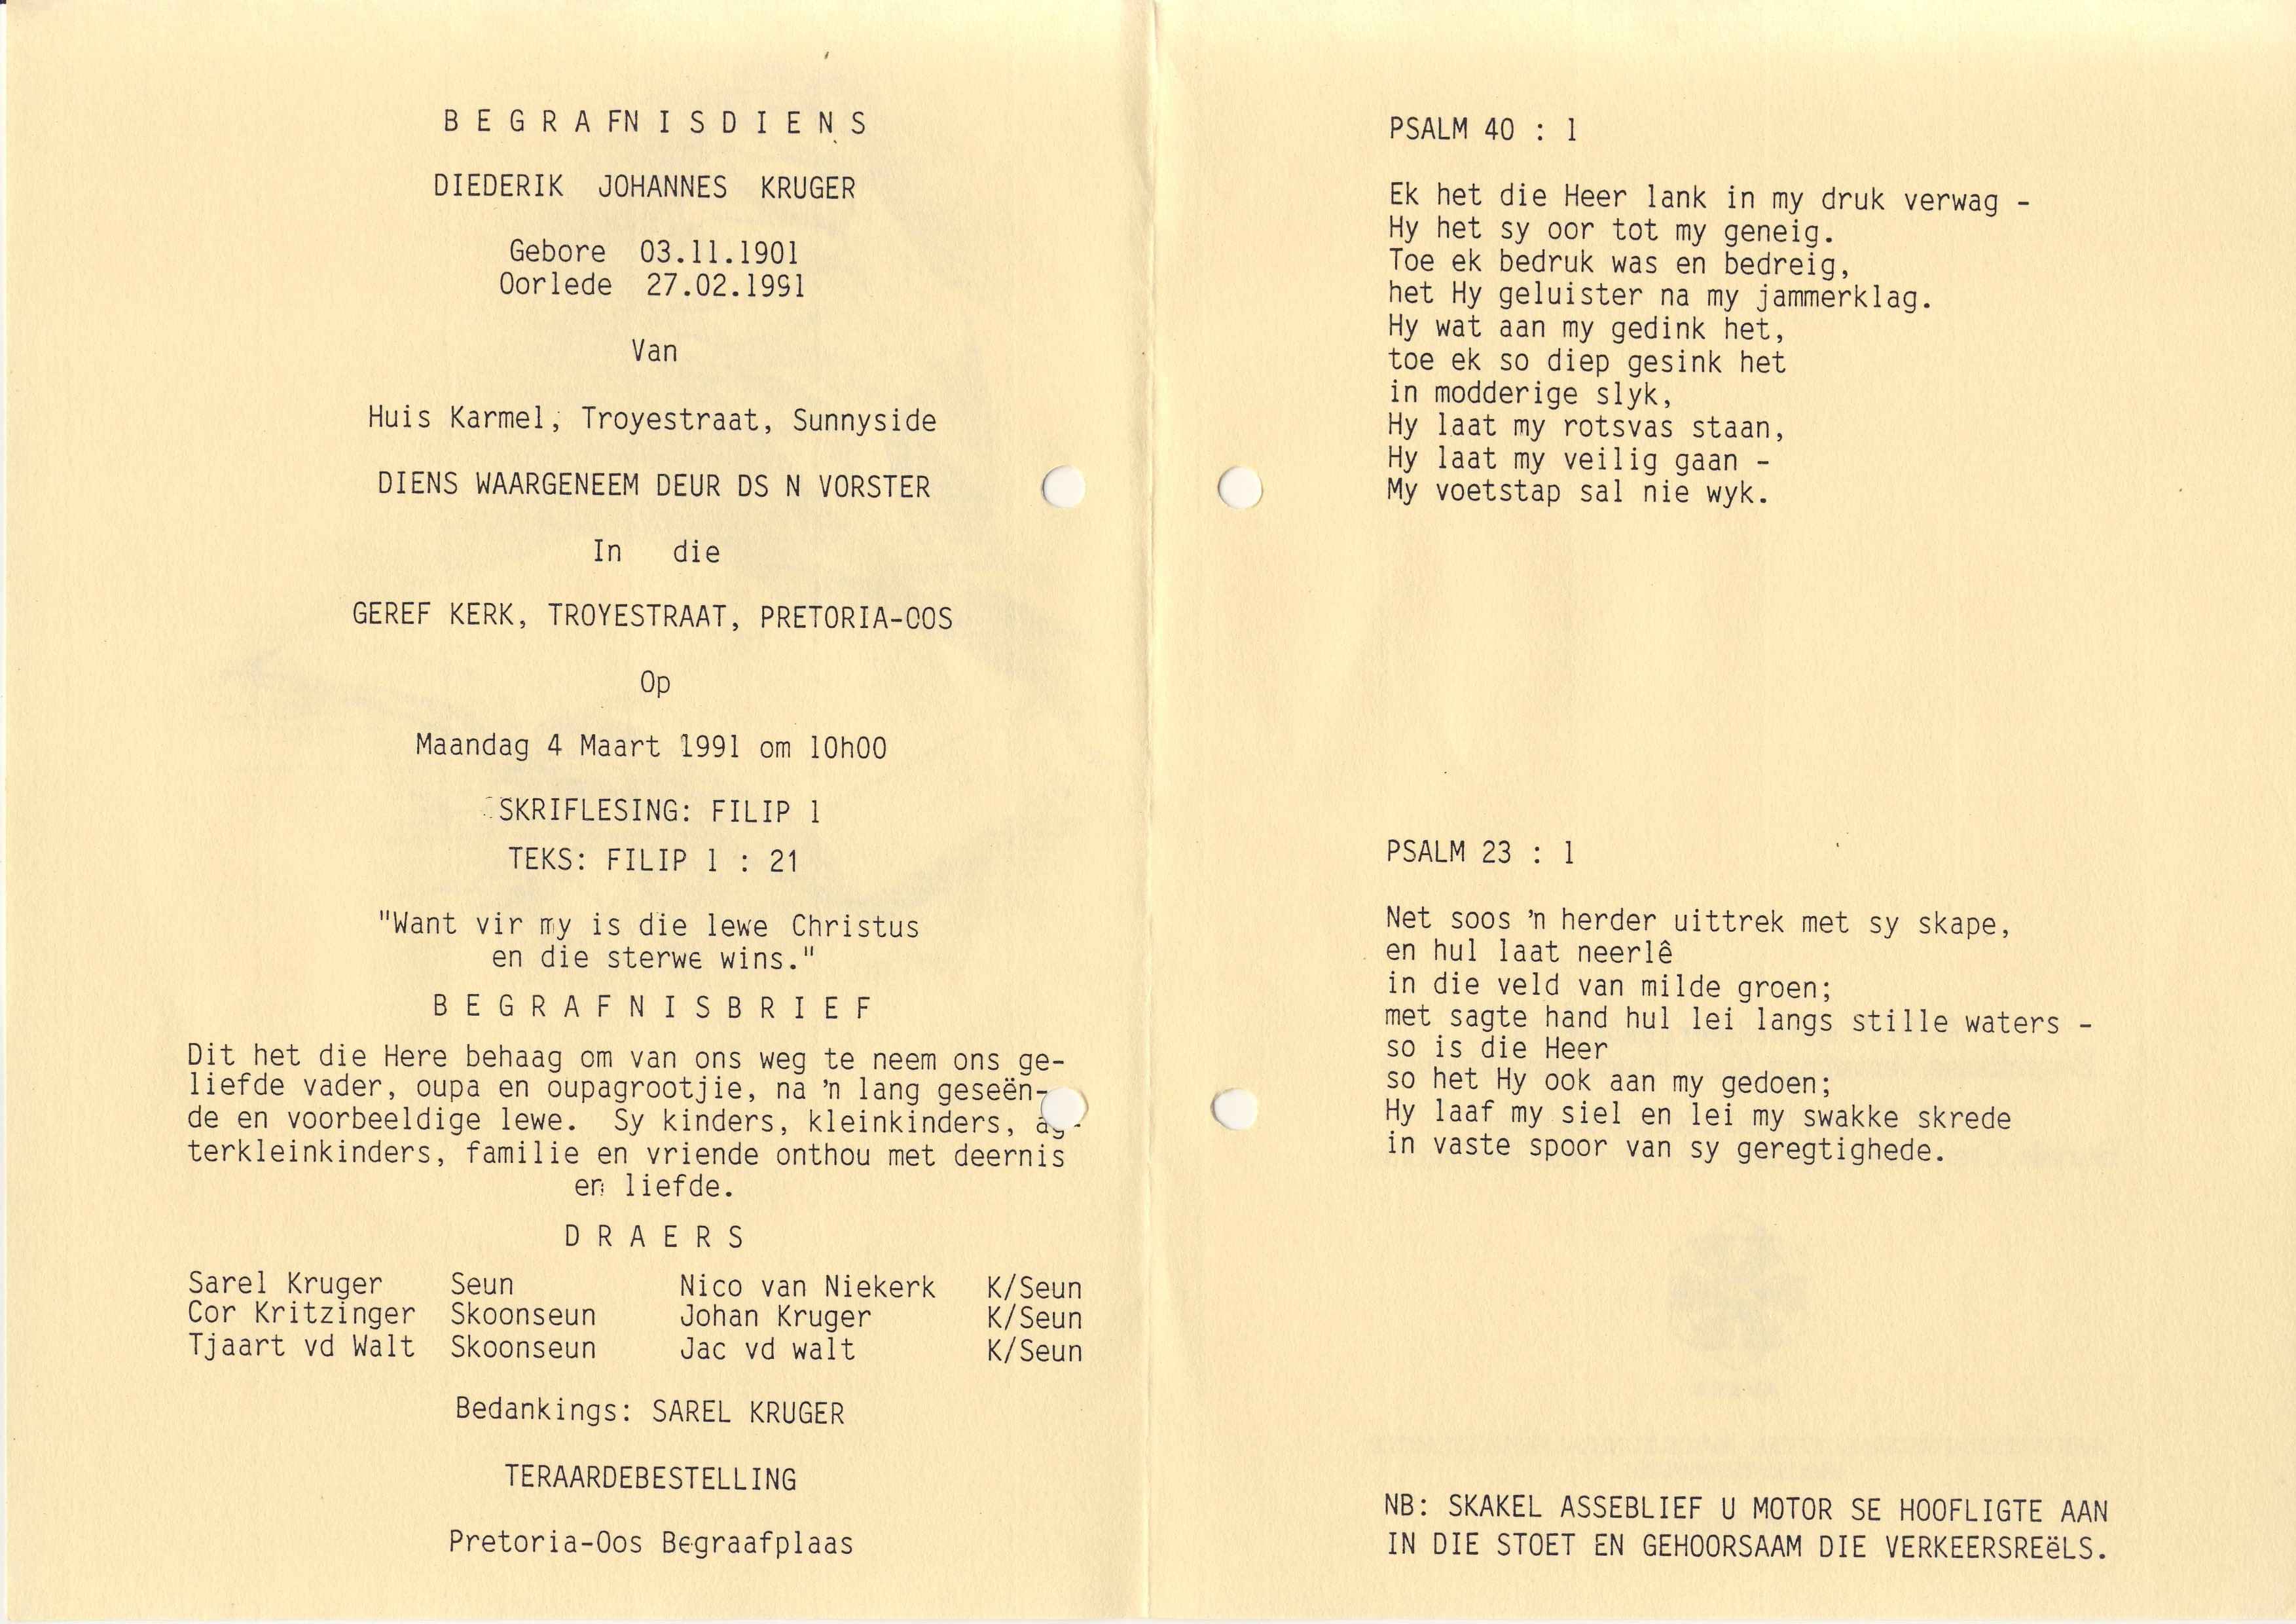 B E G R A F N I S D I E N S
DIEDERIK JOHANNES KRUGER
Gebore 03.11.1901
Oorlede 27.02.1991
Van
Huis Karmel, Troyestraat, Sunnyside
DIENS WAARGENEEM DEUR DS N VORSTER
In die
GEREF KERK, TROYESTRAAT, PRETORIA-OOS
Op
Maandag 4 Maart 1991 om 10h00
SKRIFLESING: FILIP 1
TEKS: FILIP 1 : 21
"Want vir my is die lewe Christus
en die sterwe wins."
B E G R A F N I S B R I E F
Dit het die Here behaag om van ons weg te neem ons ge-
liefde vader, oupa en oupagrootjie, na 'n lang geseën-
de en voorbeeldige lewe. Sy kinders, kleinkinders, ag-
terkleinkinders, familie en vriende onthou met deernis
en liefde.
D R A E R S
Sarel Kruger Seun Nico van Niekerk K/Seun
Cor Kritzinger Skoonseun Johan Kruger K/Seun
Tjaart vd Walt Skoonseun Jac vd walt K/Seun
Bedankings: SAREL KRUGER
TERAARDEBESTELLING
Pretoria-Oos Begraafplaas
PSALM 40 : 1
Ek het die Heer lank in my druk verwag -
Hy het sy oor tot my geneig.
Toe ek bedruk was en bedreig,
het Hy geluister na my jammerklag.
Hy wat aan my gedink het,
toe ek so diep gesink het
in modderige slyk,
Hy laat my rotsvas staan,
Hy laat my veilig gaan -
My voetstap sal nie wyk.
PSALM 23 : 1
Net soos 'n herder uittrek met sy skape,
en hul laat neerlê
in die veld van milde groen;
met sagte hand hul lei langs stille waters -
so is die Heer
so het Hy ook aan my gedoen;
Hy laaf my siel en lei my swakke skrede
in vaste spoor van sy geregtighede.
NB: SKAKEL ASSEBLIEF U MOTOR SE HOOFLIGTE AAN
IN DIE STOET EN GEHOORSAAM DIE VERKEERSREëLS.